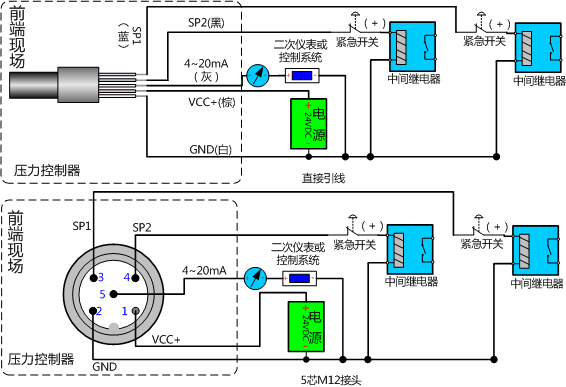 前端现场
SP1
(蓝)
SP2(黑)
4~20mA
(灰)
VCC+(棕)
GND(白)
压力控制器
二次仪表或
控制系统
+
-
电源
24VDC
+
-
紧急开关
(+)
中间继电器
紧急开关
(+)
中间继电器
直接引线
前端现场
SP1
SP2
3
4
5
2
1
4~20mA
VCC+
GND
压力控制器
二次仪表或
控制系统
+
-
电源
24VDC
+
-
紧急开关
(+)
中间继电器
紧急开关
(+)
中间继电器
5芯M12接头